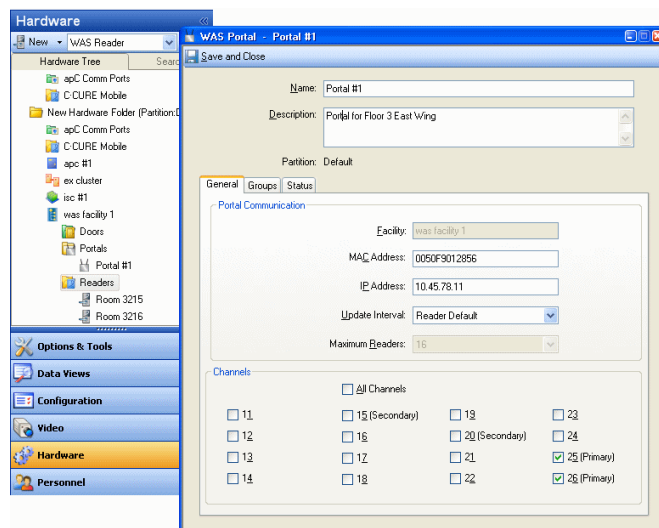 Hardware
New
WAS Reader
Hardware Tree
Searc
apC Comm Ports
C·CURE Mobile
New Hardware Folder (Partition:D
apC Comm Ports
C·CURE Mobile
apc #1
ex cluster
isc #1
was facility 1
Doors
Portals
Portal #1
Readers
Room 3215
Room 3216
Options & Tools
Data Views
Configuration
Video
Hardware
Personnel
WAS Portal - Portal #1
Save and Close
Name: Portal #1
Description: Portal for Floor 3 East Wing
Partition: Default
General Groups Status
Portal Communication
Facility: was facility 1
MAC Address: 0050F9012856
IP Address: 10.45.78.11
Update Interval: Reader Default
Maximum Readers: 16
Channels
All Channels
11 15 (Secondary) 19 23
12 16 20 (Secondary) 24
13 17 21 25 (Primary)
14 18 22 26 (Primary)